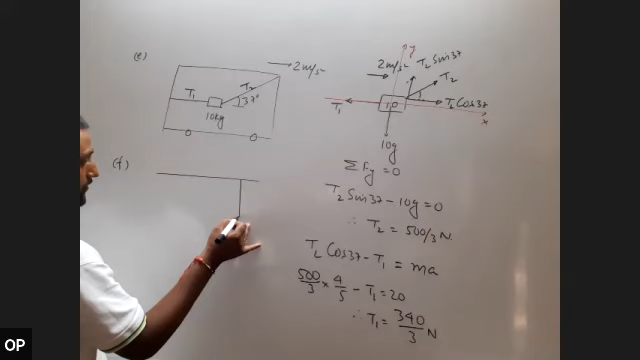 (e)
2m/s²
T₁
T₂
37°
10kg
(f)
y
2m/s²
T₂ Sin37
T₂
T₂ Cos37
T₁
10
x
10g
Σ Fy = 0
T₂ Sin37 - 10g = 0
∴ T₂ = 500/3 N.
T₂ Cos37 - T₁ = ma
500/3 × 4/5 - T₁ = 20
∴ T₁ = 340/3 N
OP